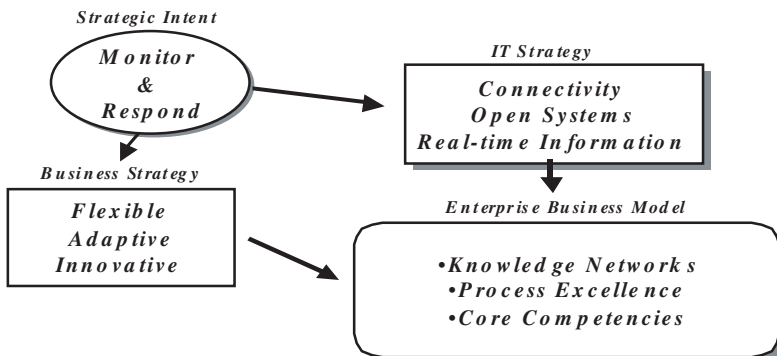 Strategic Intent
Monitor
&
Respond
IT Strategy
Connectivity
Open Systems
Real-time Information
Business Strategy
Flexible
Adaptive
Innovative
Enterprise Business Model
•Knowledge Networks
•Process Excellence
•Core Competencies